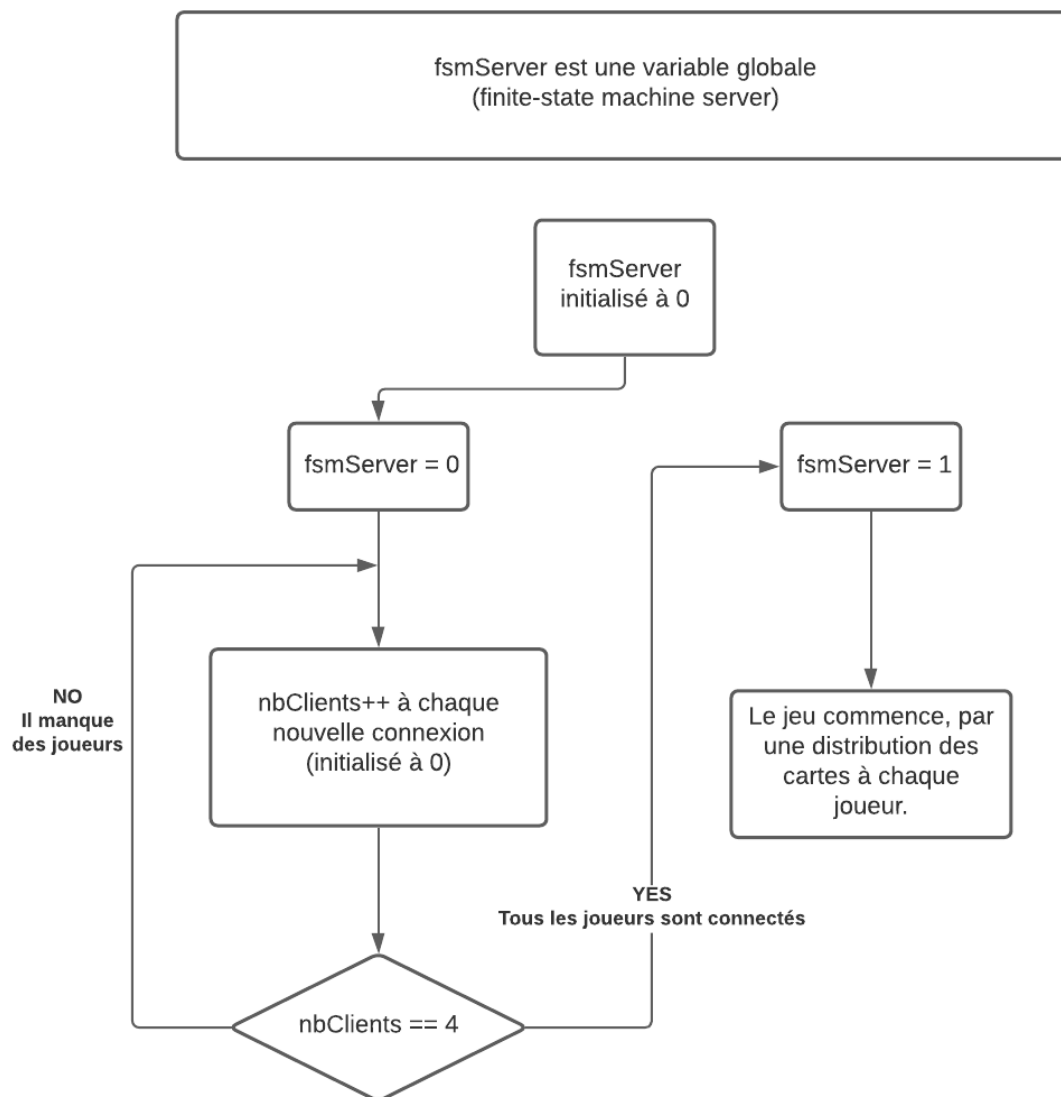 fsmServer est une variable globale
(finite-state machine server)
fsmServer
initialisé à 0
fsmServer = 0
fsmServer = 1
nbClients++ à chaque
nouvelle connexion
(initialisé à 0)
NO
Il manque
des joueurs
Le jeu commence, par
une distribution des
cartes à chaque
joueur.
YES
Tous les joueurs sont connectés
nbClients == 4